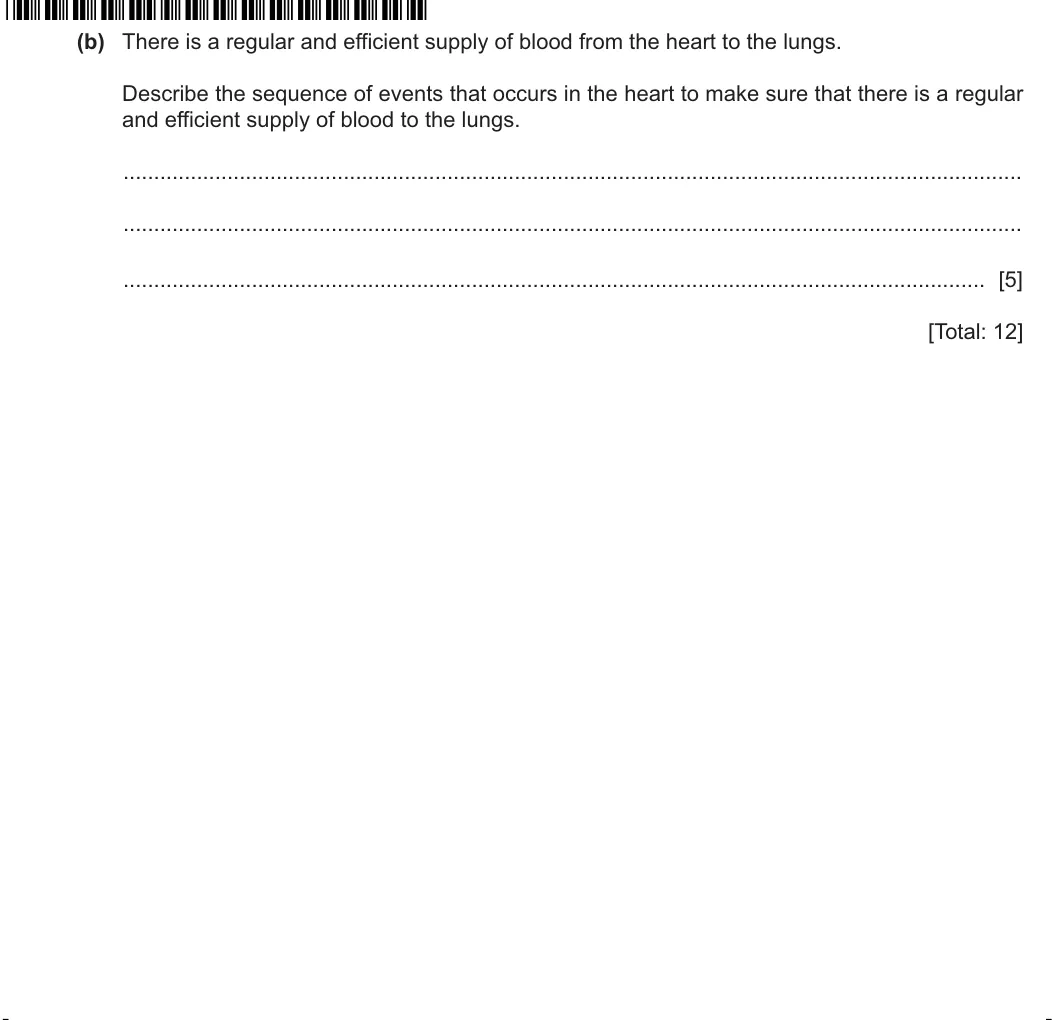 (b) There is a regular and efficient supply of blood from the heart to the lungs.
Describe the sequence of events that occurs in the heart to make sure that there is a regular
and efficient supply of blood to the lungs.
...................................................................................................................................................
...................................................................................................................................................
............................................................................................................................................. [5]
[Total: 12]